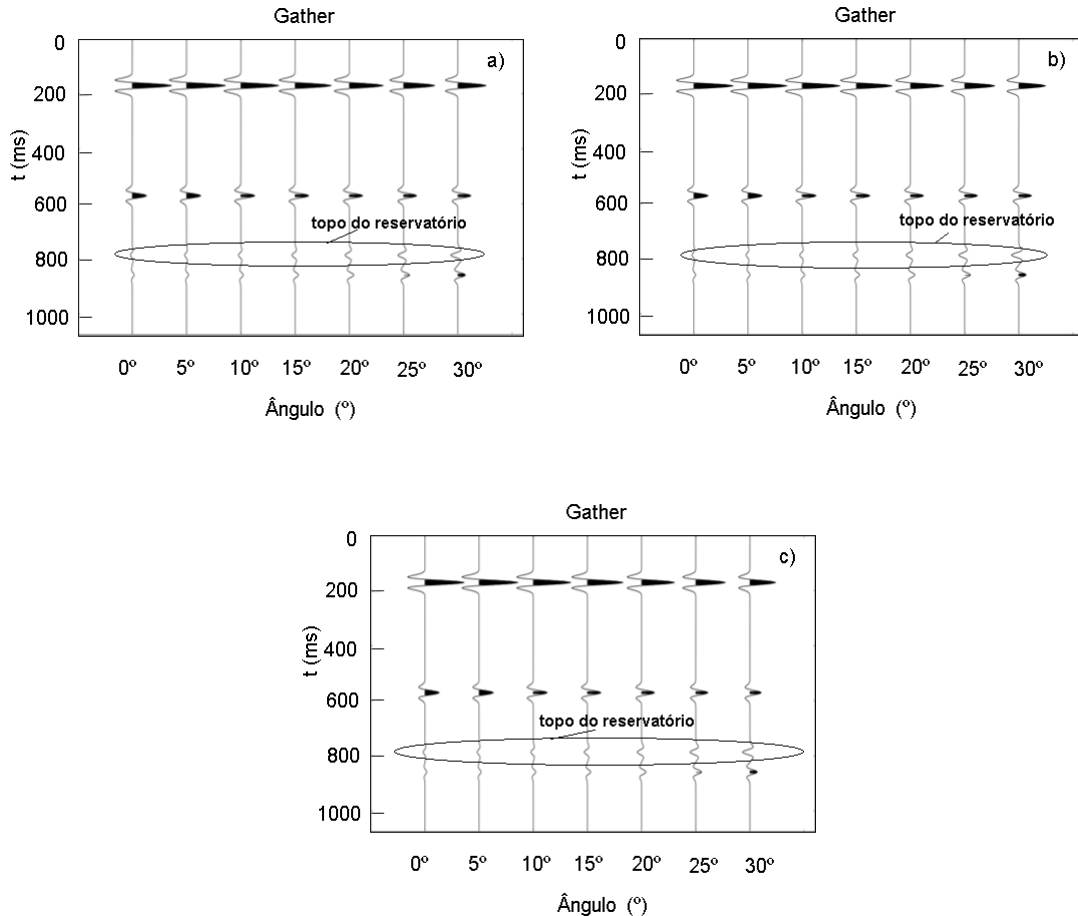 Gather
a)
0
200
400
600
800
1000
t (ms)
topo do reservatório
0º 5º 10º 15º 20º 25º 30º
Ângulo (º)
Gather
b)
0
200
400
600
800
1000
t (ms)
topo do reservatório
0º 5º 10º 15º 20º 25º 30º
Ângulo (º)
Gather
c)
0
200
400
600
800
1000
t (ms)
topo do reservatório
0º 5º 10º 15º 20º 25º 30º
Ângulo (º)